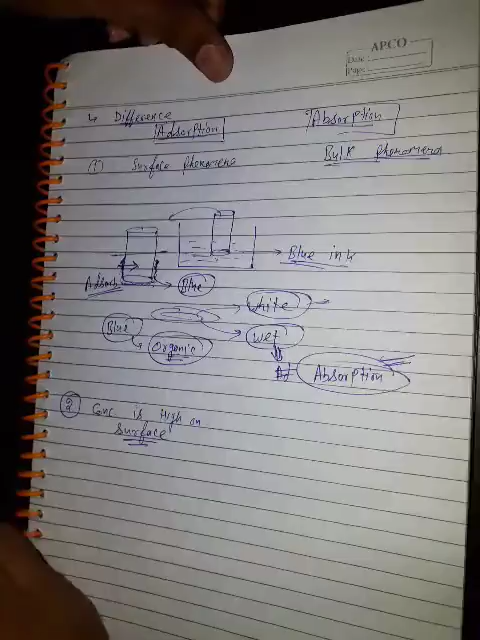 APCO
Date:
Page:
↳ Difference
Adsorption
Absorption
(1) Surface phenomena
Bulk phenomena
Blue ink
Adsorb
Blue
White
Blue
wet
Organic
Absorption
(2) Conc is High on
Surface